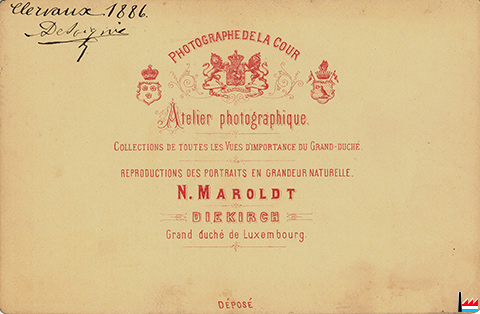 Clervaux 1886.
PHOTOGRAPHE DE LA COUR
Atelier photographique.
COLLECTIONS DE TOUTES LES VUES D'IMPORTANCE DU GRAND-DUCHÉ.
REPRODUCTIONS DES PORTRAITS EN GRANDEUR NATURELLE.
N. MAROLDT
DIEKIRCH
Grand duché de Luxembourg.
DÉPOSÉ